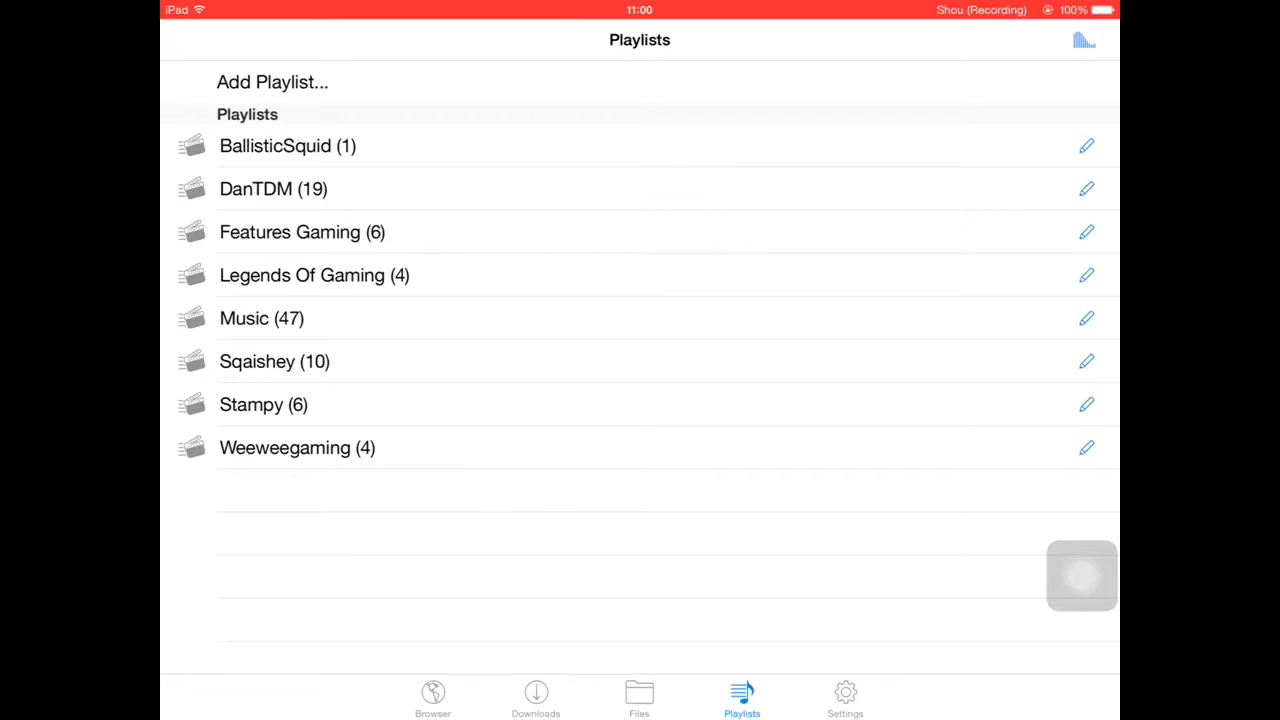 iPad 11:00 Shou (Recording) 100%
Playlists
Add Playlist...
Playlists
BallisticSquid (1)
DanTDM (19)
Features Gaming (6)
Legends Of Gaming (4)
Music (47)
Sqaishey (10)
Stampy (6)
Weeweegaming (4)
Browser Downloads Files Playlists Settings